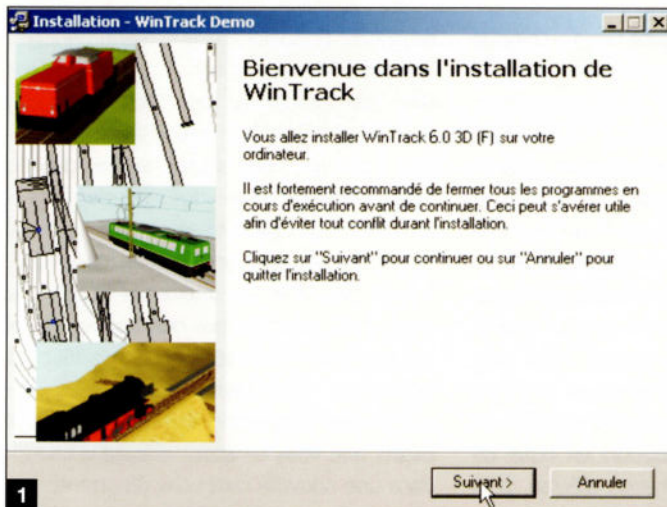 Installation - WinTrack Demo
Bienvenue dans l'installation de
WinTrack
Vous allez installer WinTrack 6.0 3D (F) sur votre
ordinateur.
Il est fortement recommandé de fermer tous les programmes en
cours d'exécution avant de continuer. Ceci peut s'avérer utile
afin d'éviter tout conflit durant l'installation.
Cliquez sur "Suivant" pour continuer ou sur "Annuler" pour
quitter l'installation.
1
Suivant >
Annuler